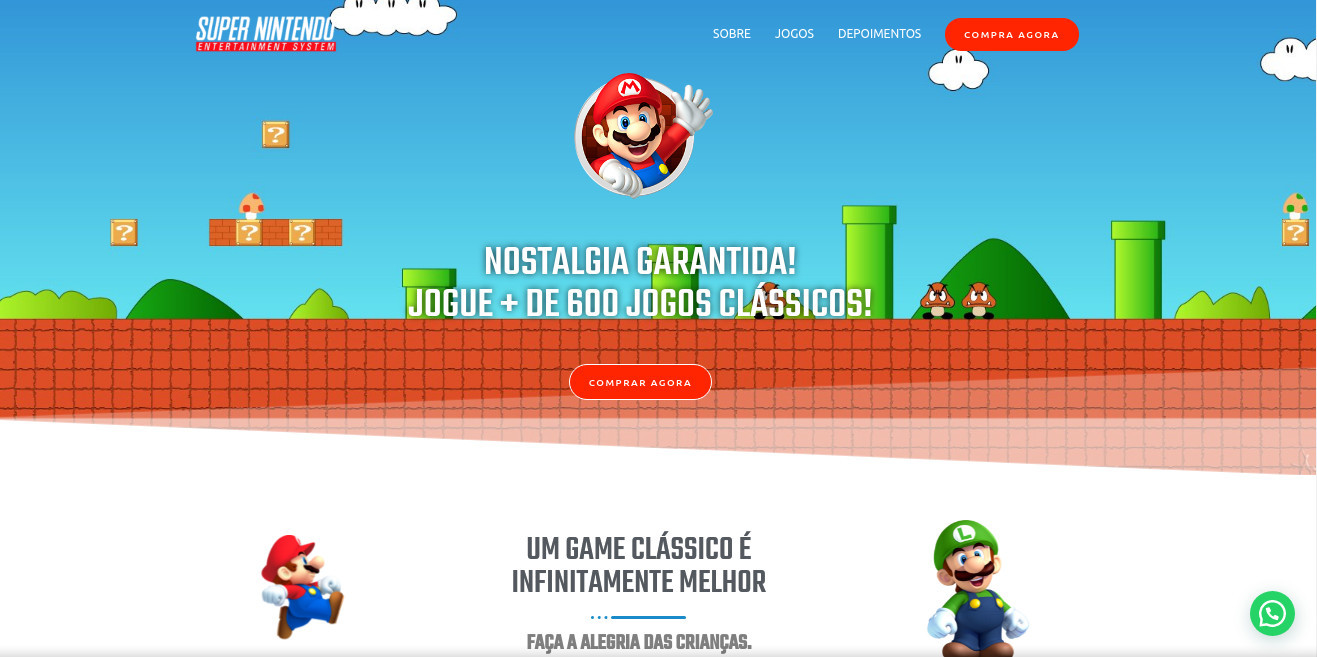 SUPER NINTENDO
ENTERTAINMENT SYSTEM
SOBRE
JOGOS
DEPOIMENTOS
COMPRA AGORA
M
?
?
?
?
?
NOSTALGIA GARANTIDA!
JOGUE + DE 600 JOGOS CLÁSSICOS!
COMPRAR AGORA
UM GAME CLÁSSICO É
INFINITAMENTE MELHOR
L
FAÇA A ALEGRIA DAS CRIANÇAS.